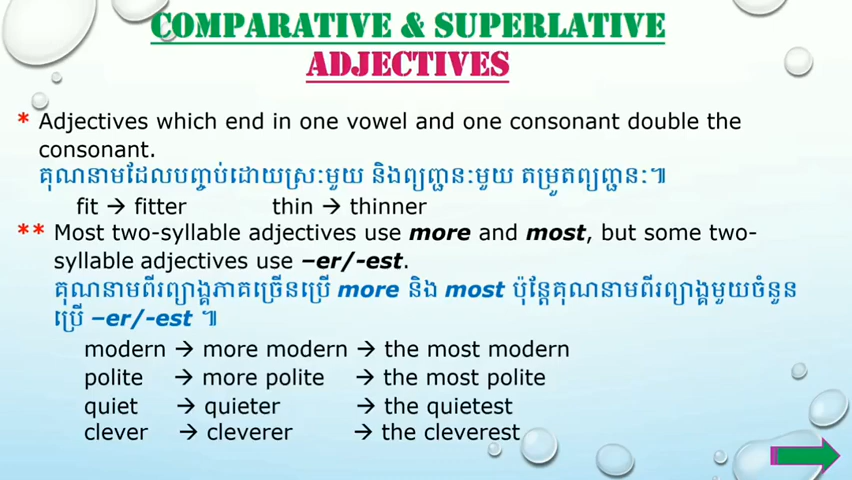 COMPARATIVE & SUPERLATIVE
ADJECTIVES
* Adjectives which end in one vowel and one consonant double the
consonant.
គុណនាមដែលបញ្ចប់ដោយស្រៈមួយ និងព្យញ្ជានៈមួយ តម្រួតព្យញ្ជានៈ៕
fit → fitter thin → thinner
** Most two-syllable adjectives use more and most, but some two-
syllable adjectives use –er/-est.
គុណនាមពីរព្យាង្គភាគច្រើនប្រើ more និង most ប៉ុន្តែគុណនាមពីរព្យាង្គមួយចំនួន
ប្រើ –er/-est ៕
modern → more modern → the most modern
polite → more polite → the most polite
quiet → quieter → the quietest
clever → cleverer → the cleverest